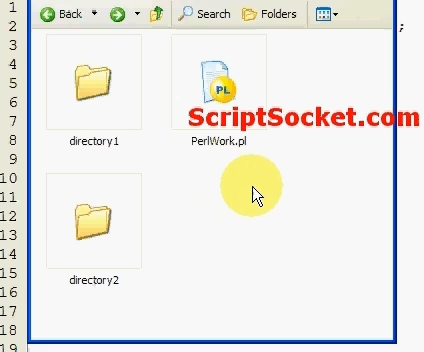 1
2
3
4
5
6
7
8
9
10
11
12
13
14
15
16
17
18
19
Back
Search
Folders
;
PL
ScriptSocket.com
directory1
PerlWork.pl
directory2